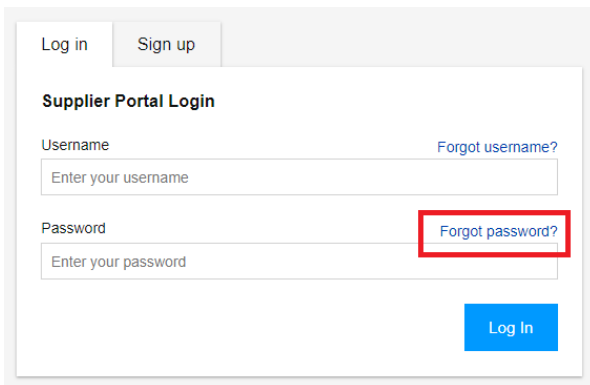 Log in
Sign up
Supplier Portal Login
Username
Forgot username?
Enter your username
Password
Forgot password?
Enter your password
Log In